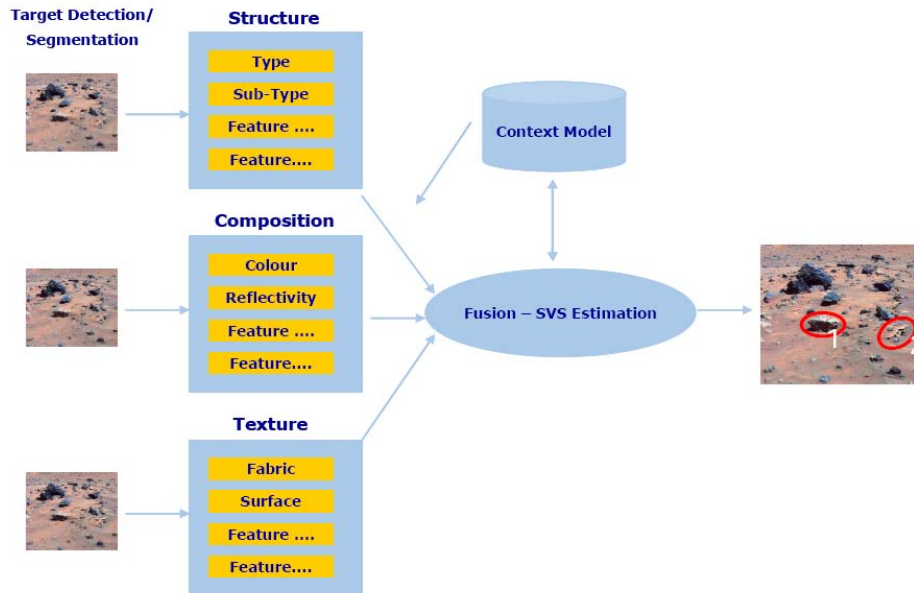 Target Detection/
Segmentation
Structure
Type
Sub-Type
Feature ....
Feature....
Composition
Colour
Reflectivity
Feature ....
Feature....
Texture
Fabric
Surface
Feature ....
Feature....
Context Model
Fusion – SVS Estimation
1